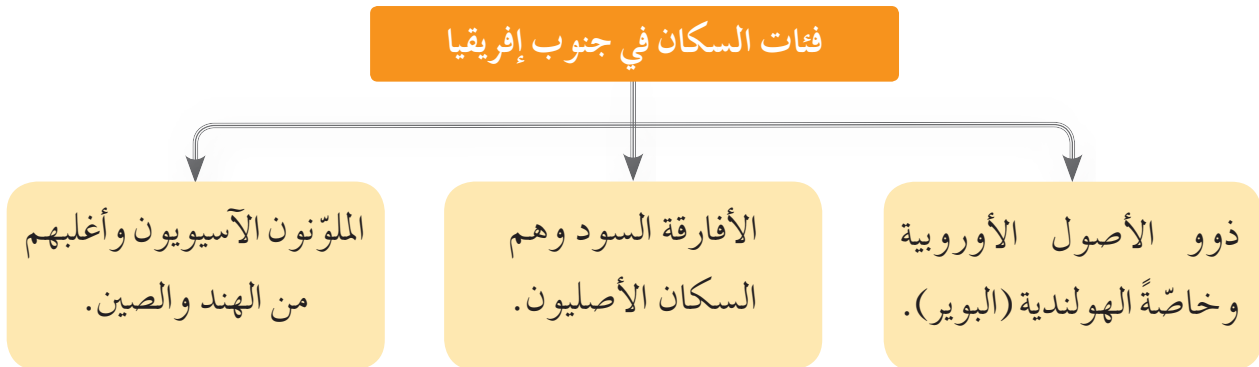 فئات السكان في جنوب إفريقيا
ذوو الأصول الأوروبية
وخاصّةً الهولندية (البوير).
الأفارقة السود وهم
السكان الأصليون.
الملوّنون الآسيويون وأغلبهم
من الهند والصين.